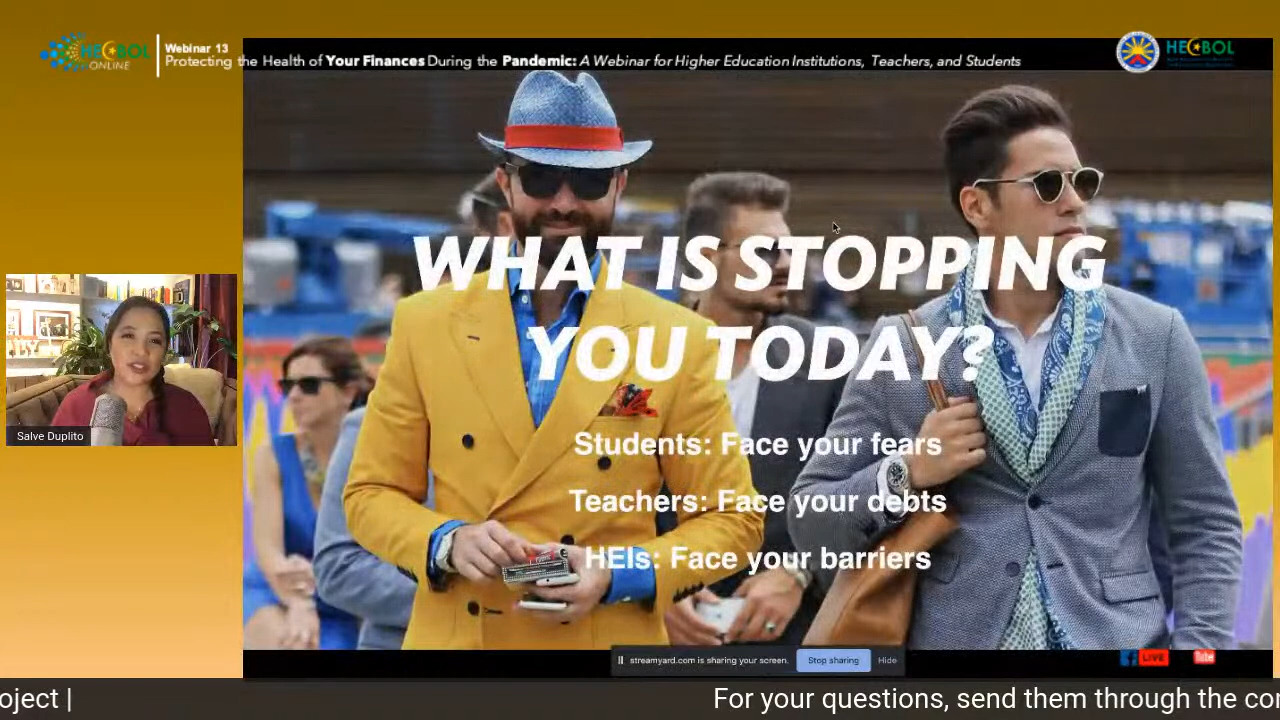 HECBOL
ONLINE
Webinar 13
Protecting the Health of Your Finances During the Pandemic: A Webinar for Higher Education Institutions, Teachers, and Students
HECBOL
WHAT IS STOPPING
YOU TODAY?
Students: Face your fears
Teachers: Face your debts
HEIs: Face your barriers
Salve Duplito
streamyard.com is sharing your screen.
Stop sharing
Hide
LIVE
oject |
For your questions, send them through the co